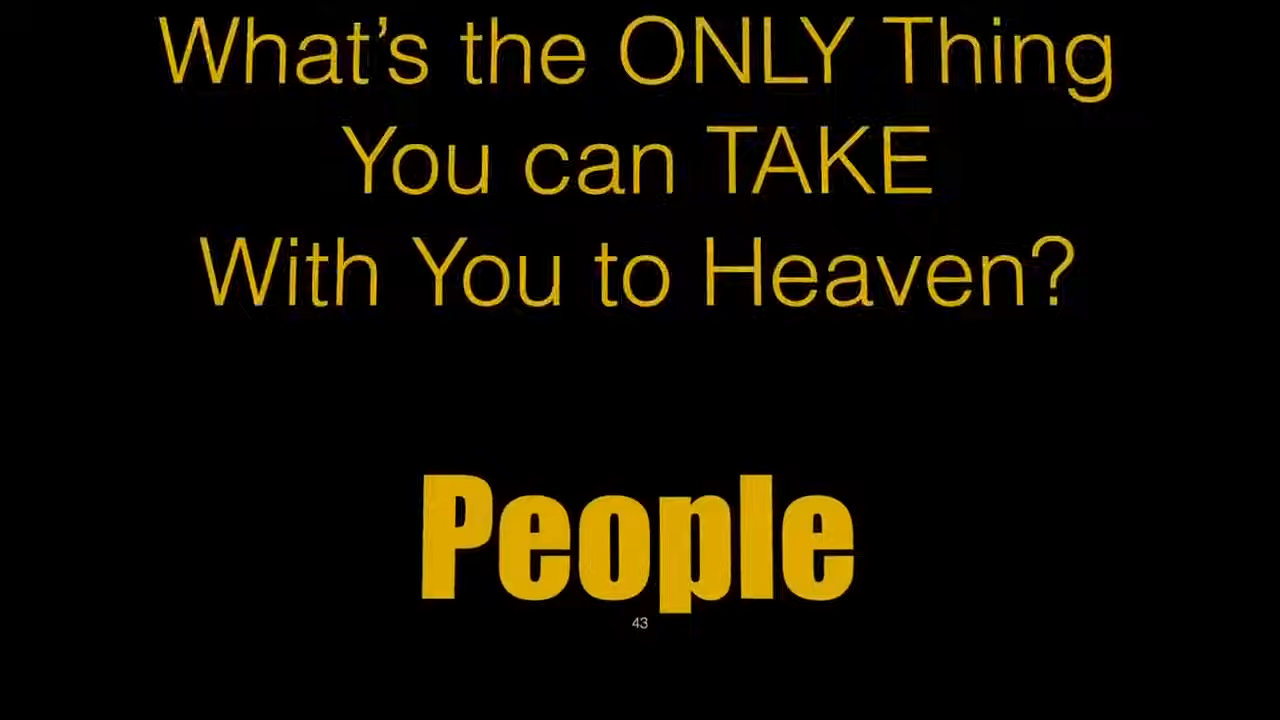 What’s the ONLY Thing
You can TAKE
With You to Heaven?
People
43